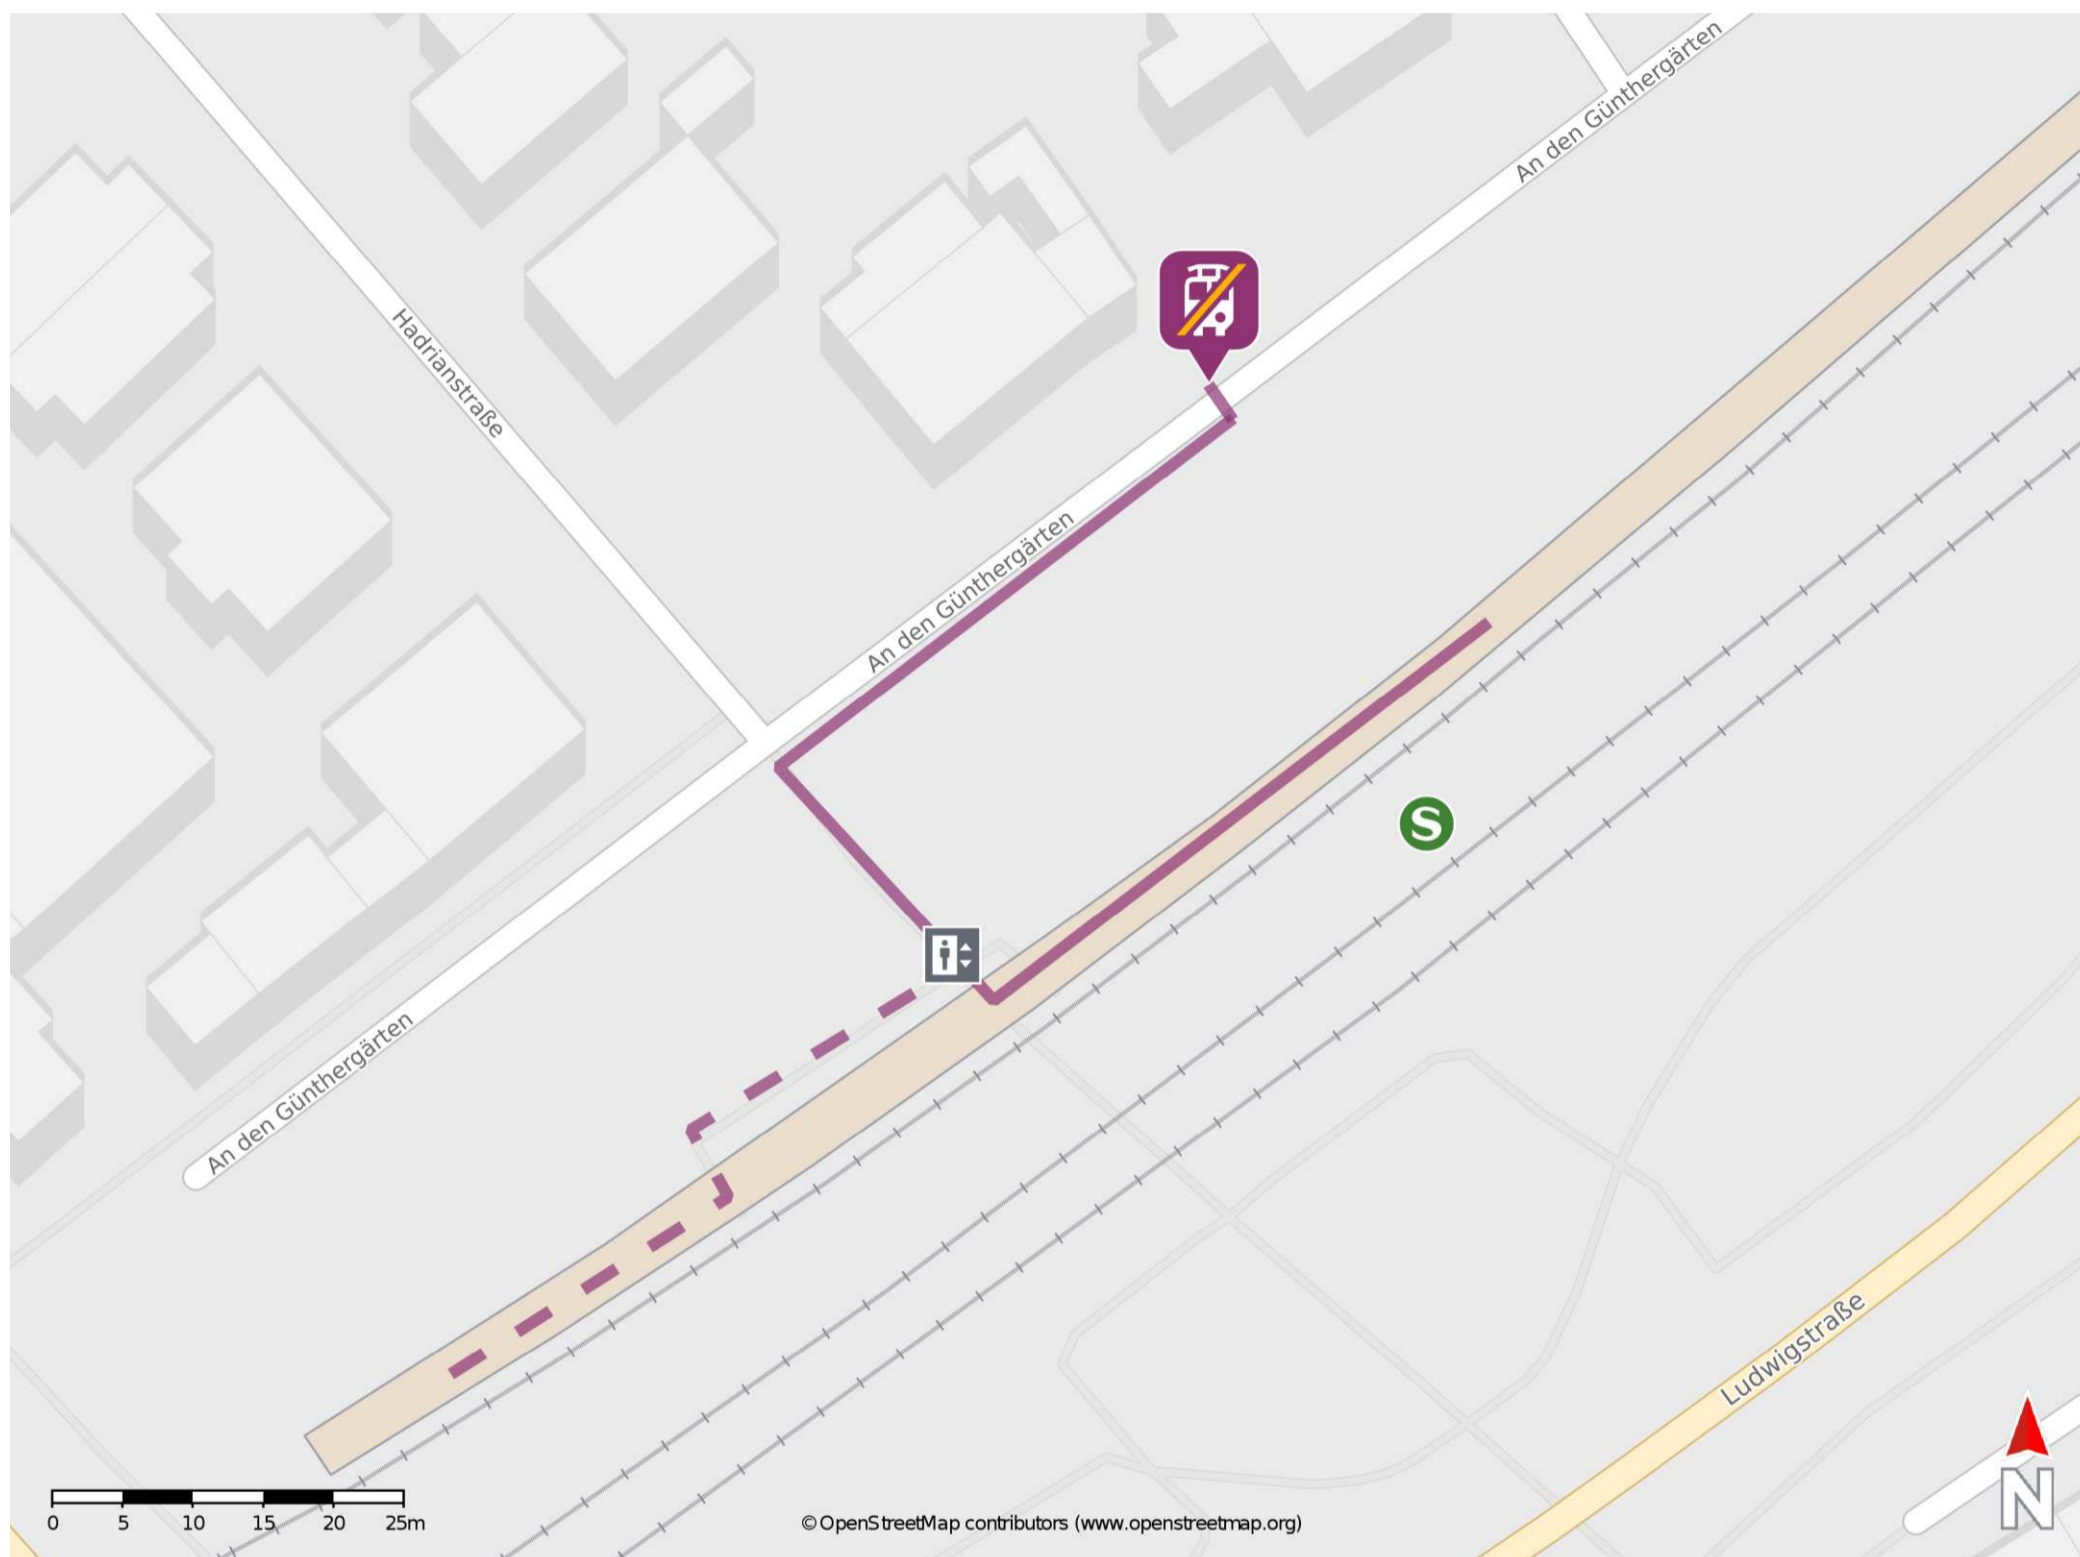 An den Günthergärten
Hadrianstraße
An den Günthergärten
S
An den Günthergärten
Ludwigstraße
N
0 5 10 15 20 25m
©OpenStreetMap contributors (www.openstreetmap.org)